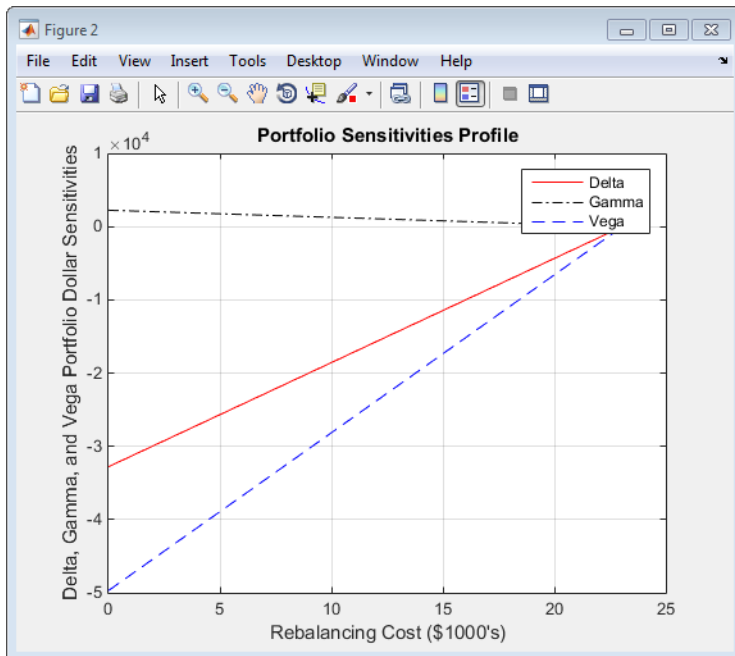 Figure 2
File Edit View Insert Tools Desktop Window Help
Portfolio Sensitivities Profile
×10⁴
Delta, Gamma, and Vega Portfolio Dollar Sensitivities
1
0
-1
-2
-3
-4
-5
Delta
Gamma
Vega
0 5 10 15 20 25
Rebalancing Cost ($1000's)